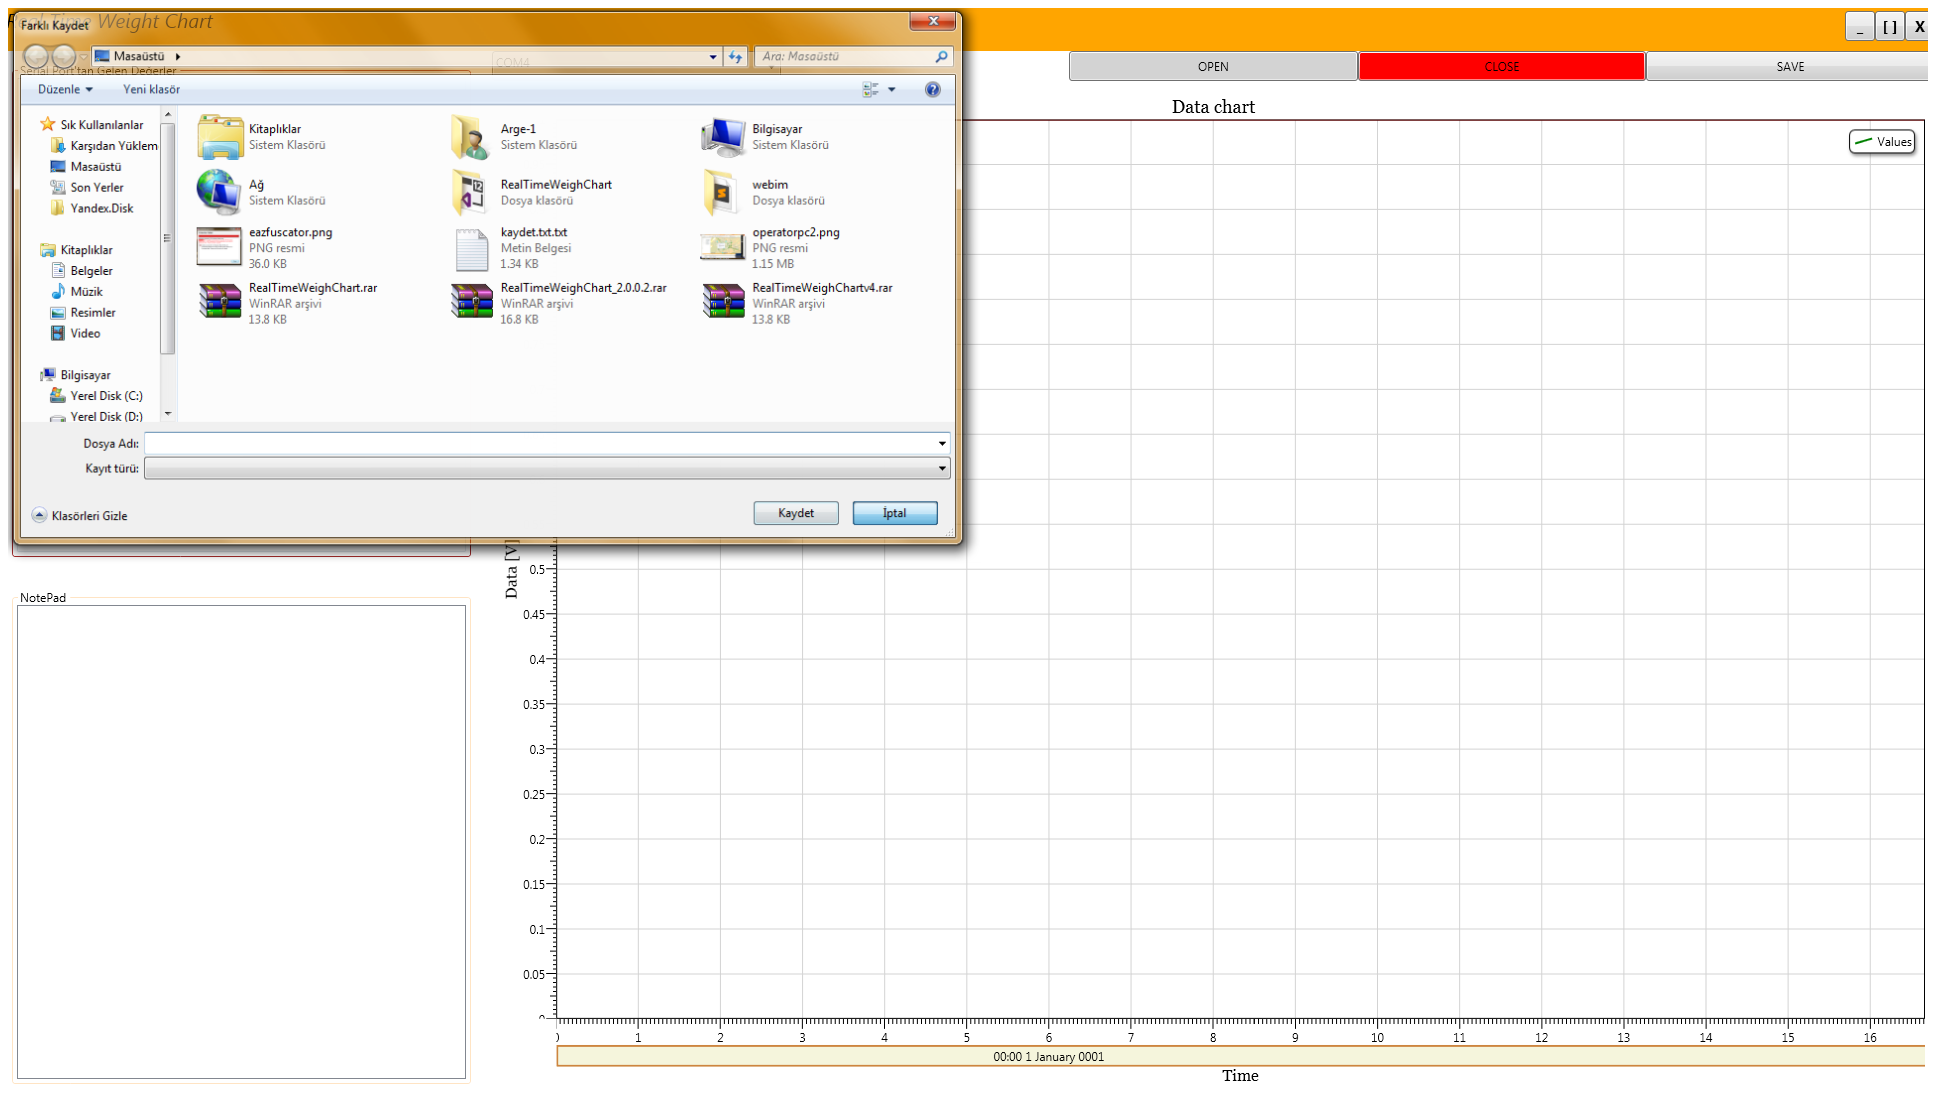 Real Time Weight Chart
Farklı Kaydet
_
[ ]
X
Masaüstü
Ara: Masaüstü
COM4
OPEN
CLOSE
SAVE
Serial Port'tan Gelen Değerler
Düzenle
Yeni klasör
Sık Kullanılanlar
Karşıdan Yüklem
Masaüstü
Son Yerler
Yandex.Disk
Kitaplıklar
Belgeler
Müzik
Resimler
Video
Bilgisayar
Yerel Disk (C:)
Yerel Disk (D:)
Kitaplıklar
Sistem Klasörü
Arge-1
Sistem Klasörü
Bilgisayar
Sistem Klasörü
Ağ
Sistem Klasörü
RealTimeWeighChart
Dosya klasörü
webim
Dosya klasörü
eazfuscator.png
PNG resmi
36.0 KB
kaydet.txt.txt
Metin Belgesi
1.34 KB
operatorpc2.png
PNG resmi
1.15 MB
RealTimeWeighChart.rar
WinRAR arşivi
13.8 KB
RealTimeWeighChart_2.0.0.2.rar
WinRAR arşivi
16.8 KB
RealTimeWeighChartv4.rar
WinRAR arşivi
13.8 KB
Dosya Adı:
Kayıt türü:
Klasörleri Gizle
Kaydet
İptal
NotePad
Data chart
Values
Data [V]
0.5
0.45
0.4
0.35
0.3
0.25
0.2
0.15
0.1
0.05
1 2 3 4 5 6 7 8 9 10 11 12 13 14 15 16
00:00 1 January 0001
Time